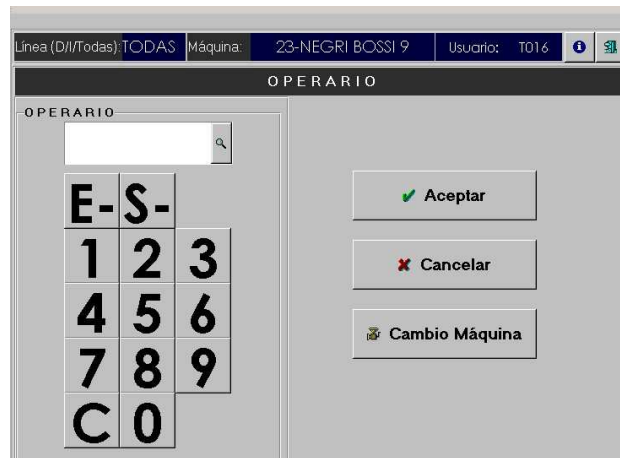 Línea (D/I/Todas): TODAS Máquina: 23-NEGRI BOSSI 9 Usuario: T016
OPERARIO
OPERARIO
E- S-
1 2 3
4 5 6
7 8 9
C 0
Aceptar
Cancelar
Cambio Máquina